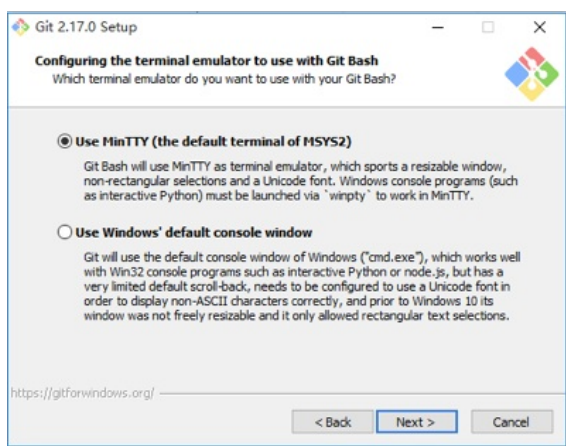 Git 2.17.0 Setup
Configuring the terminal emulator to use with Git Bash
Which terminal emulator do you want to use with your Git Bash?
Use MinTTY (the default terminal of MSYS2)
Git Bash will use MinTTY as terminal emulator, which sports a resizable window,
non-rectangular selections and a Unicode font. Windows console programs (such
as interactive Python) must be launched via `winpty` to work in MinTTY.
Use Windows' default console window
Git will use the default console window of Windows ("cmd.exe"), which works well
with Win32 console programs such as interactive Python or node.js, but has a
very limited default scroll-back, needs to be configured to use a Unicode font in
order to display non-ASCII characters correctly, and prior to Windows 10 its
window was not freely resizable and it only allowed rectangular text selections.
https://gitforwindows.org/
< Back Next > Cancel